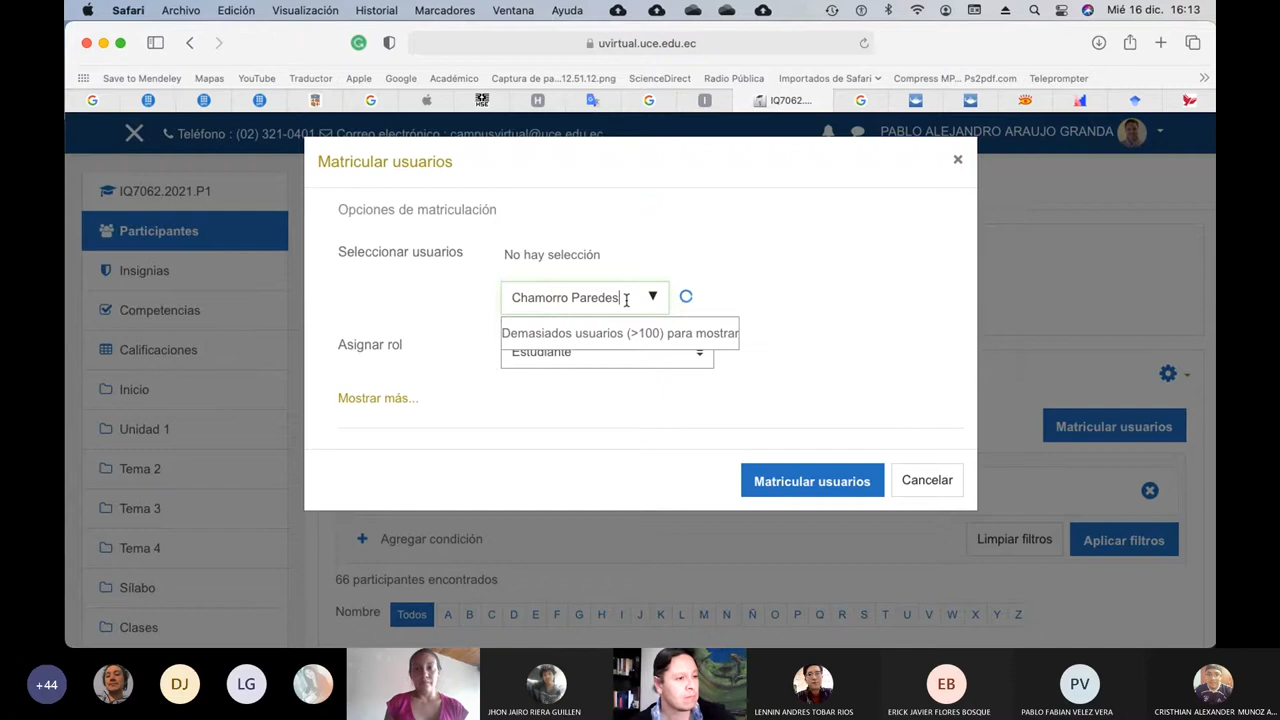 Safari Archivo Edición Visualización Historial Marcadores Ventana Ayuda Mié 16 dic. 16:13
uvirtual.uce.edu.ec
Save to Mendeley Mapas YouTube Traductor Apple Google Académico Captura de pa...12.51.12.png ScienceDirect Radio Pública Importados de Safari Compress MP... Ps2pdf.com Teleprompter
IQ7062....
Teléfono : (02) 321-0401 Correo electrónico : campusvirtual@uce.edu.ec PABLO ALEJANDRO ARAUJO GRANDA
Matricular usuarios ×
IQ7062.2021.P1
Opciones de matriculación
Participantes
Seleccionar usuarios No hay selección
Insignias
Chamorro Paredes
Competencias
Demasiados usuarios (>100) para mostrar
Asignar rol Estudiante
Calificaciones
Inicio
Mostrar más...
Unidad 1
Matricular usuarios
Tema 2
Matricular usuarios Cancelar
Tema 3
Agregar condición Limpiar filtros Aplicar filtros
Tema 4
66 participantes encontrados
Sílabo
Nombre Todos A B C D E F G H I J K L M N Ñ O P Q R S T U V W X Y Z
Clases
+44 DJ LG EB PV
JHON JAIRO RIERA GUILLEN LENNIN ANDRES TOBAR RIOS ERICK JAVIER FLORES BOSQUE PABLO FABIAN VELEZ VERA CRISTHIAN ALEXANDER MUÑOZ A...